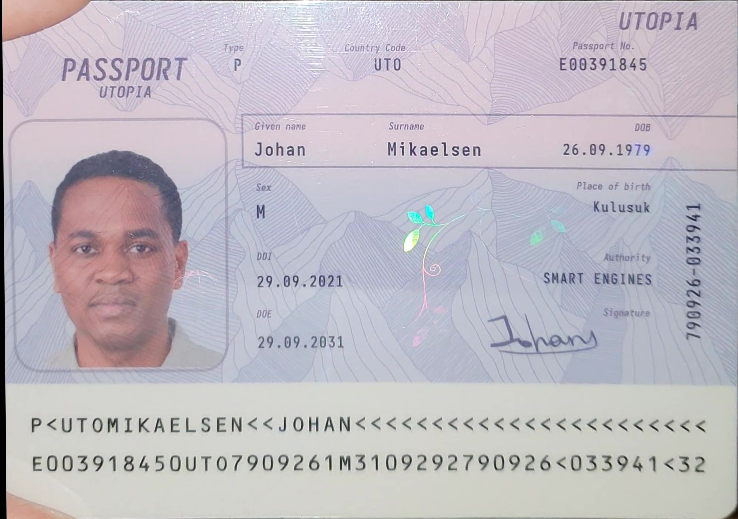 UTOPIA
PASSPORT
UTOPIA
Type
P
Country Code
UTO
Passport No.
E00391845
Given name
Johan
Surname
Mikaelsen
DOB
26.09.1979
Sex
M
Place of birth
Kulusuk
DOI
29.09.2021
Authority
SMART ENGINES
DOE
29.09.2031
Signature
Johans
790926-033941
P<UTOMIKAELSEN<<JOHAN<<<<<<<<<<<<<<<<<<<<<<<
E003918450UTO7909261M3109292790926<033941<32